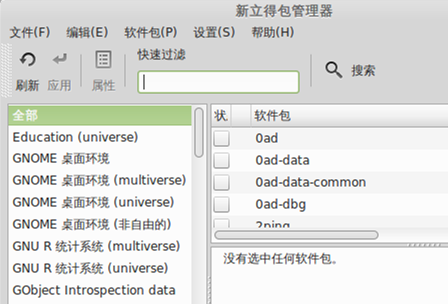 新立得包管理器
文件(F) 编辑(E) 软件包(P) 设置(S) 帮助(H)
快速过滤
刷新 应用 属性 搜索
全部
Education (universe)
GNOME 桌面环境
GNOME 桌面环境 (multiverse)
GNOME 桌面环境 (universe)
GNOME 桌面环境 (非自由的)
GNU R 统计系统 (multiverse)
GNU R 统计系统 (universe)
GObject Introspection data
状 软件包
0ad
0ad-data
0ad-data-common
0ad-dbg
2ping
没有选中任何软件包。